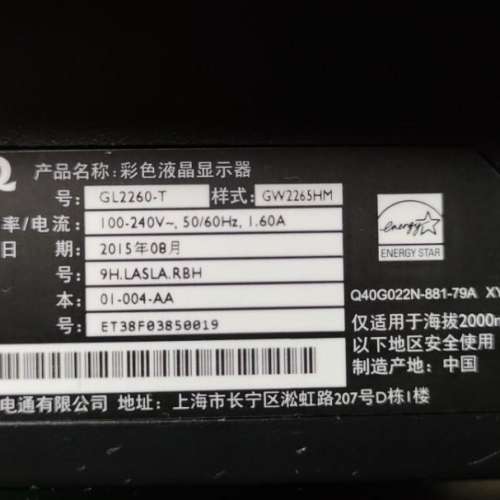 Q 产品名称: 彩色液晶显示器
号: GL2260-T 样式: GW2265HM
率/电流: 100-240V~, 50/60Hz, 1.60A
日 期: 2015年08月
号: 9H.LASLA.RBH
本: 01-004-AA
号: ET38F03850019
energy
ENERGY STAR
Q40G022N-881-79A XY
仅适用于海拔2000m
以下地区安全使用
制造产地: 中国
电通有限公司 地址: 上海市长宁区淞虹路207号D栋1楼